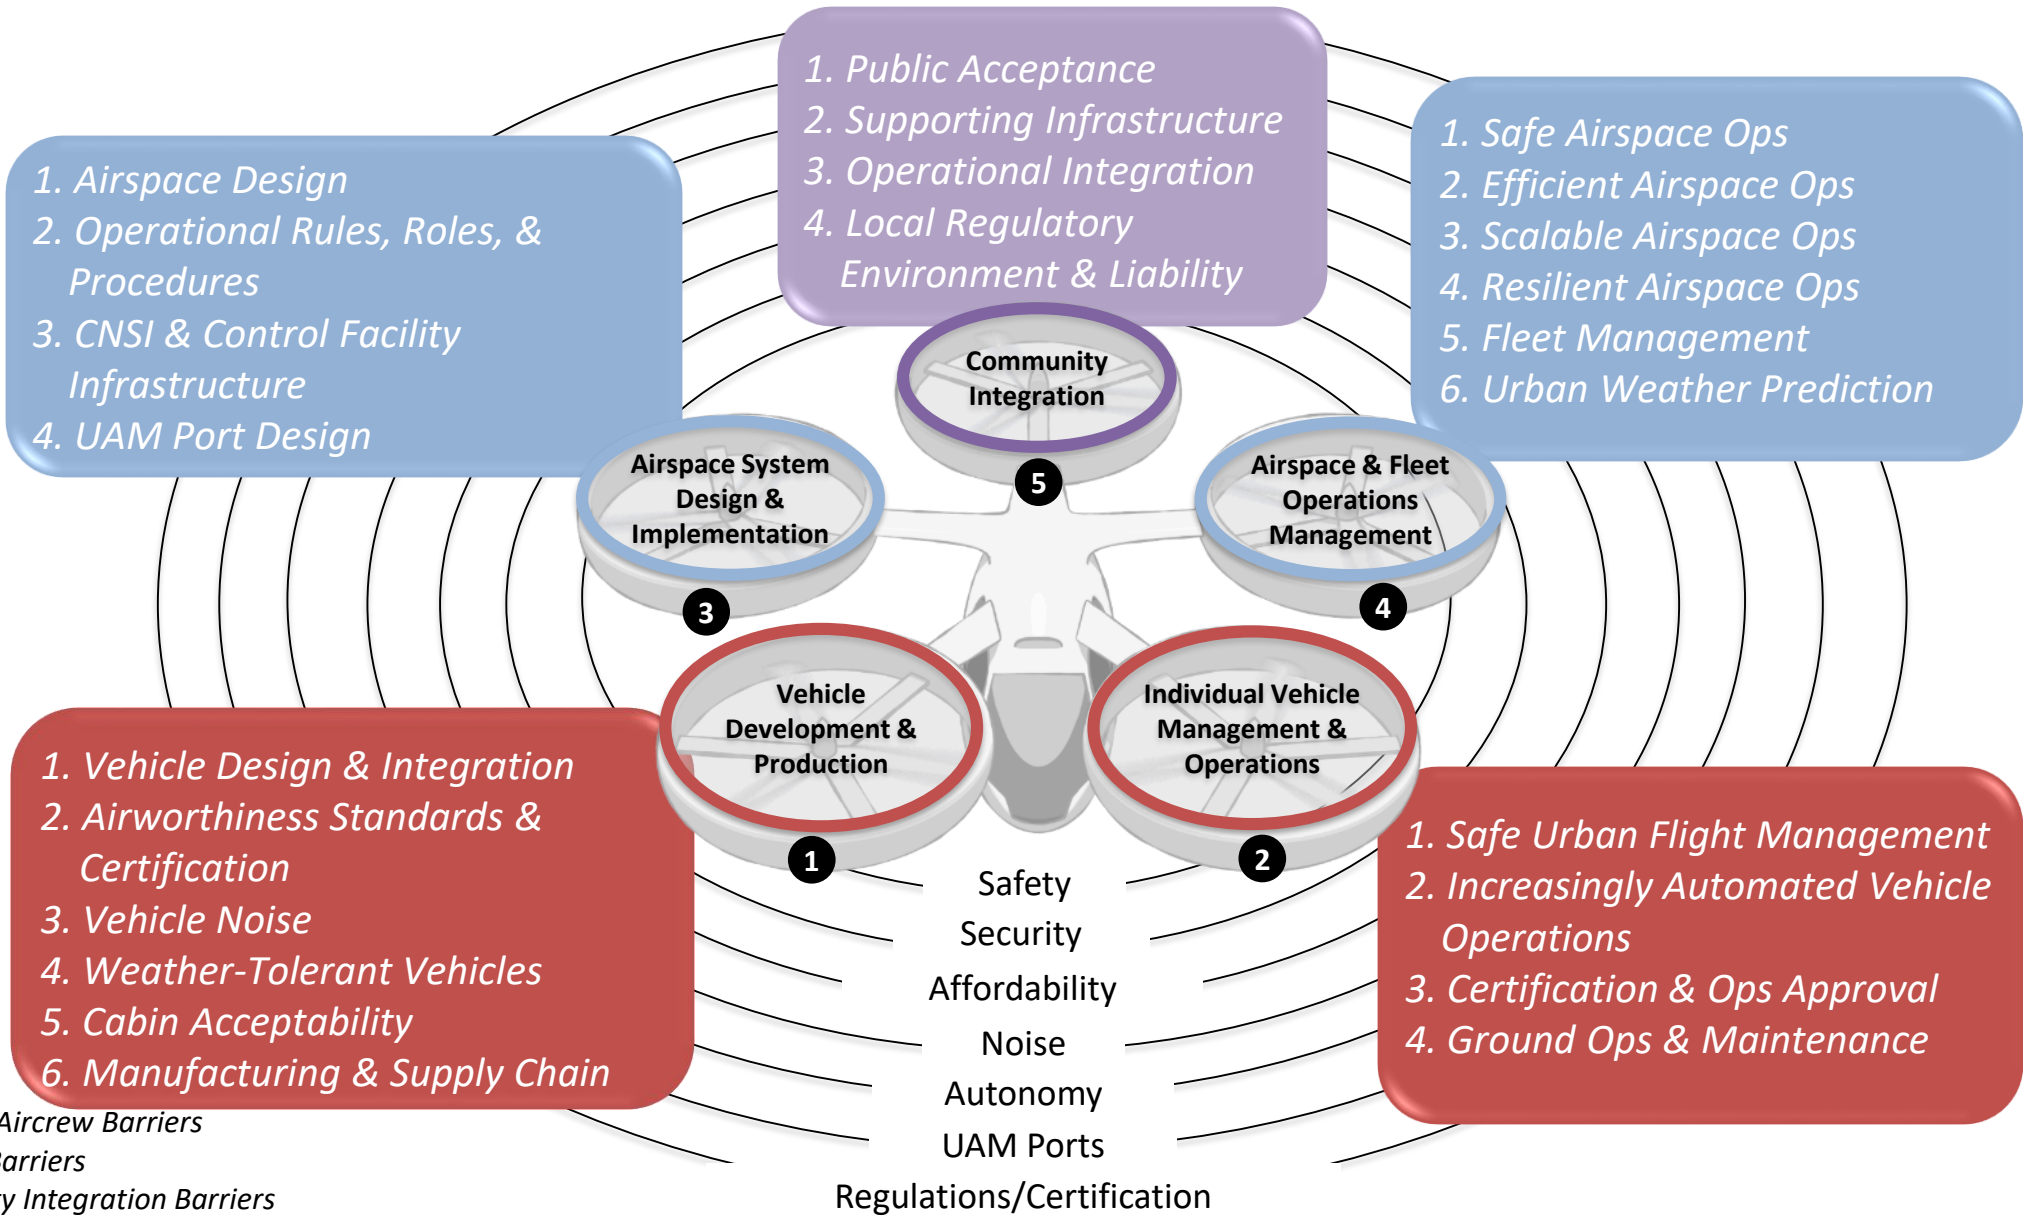 1. Public Acceptance
2. Supporting Infrastructure
3. Operational Integration
4. Local Regulatory
Environment & Liability
1. Airspace Design
2. Operational Rules, Roles, &
Procedures
3. CNSI & Control Facility
Infrastructure
4. UAM Port Design
1. Safe Airspace Ops
2. Efficient Airspace Ops
3. Scalable Airspace Ops
4. Resilient Airspace Ops
5. Fleet Management
6. Urban Weather Prediction
Community
Integration
5
Airspace System
Design &
Implementation
3
Airspace & Fleet
Operations
Management
4
Vehicle
Development &
Production
1
Individual Vehicle
Management &
Operations
2
1. Vehicle Design & Integration
2. Airworthiness Standards &
Certification
3. Vehicle Noise
4. Weather-Tolerant Vehicles
5. Cabin Acceptability
6. Manufacturing & Supply Chain
1. Safe Urban Flight Management
2. Increasingly Automated Vehicle
Operations
3. Certification & Ops Approval
4. Ground Ops & Maintenance
Safety
Security
Affordability
Noise
Autonomy
UAM Ports
Regulations/Certification
Aircrew Barriers
Barriers
Integration Barriers